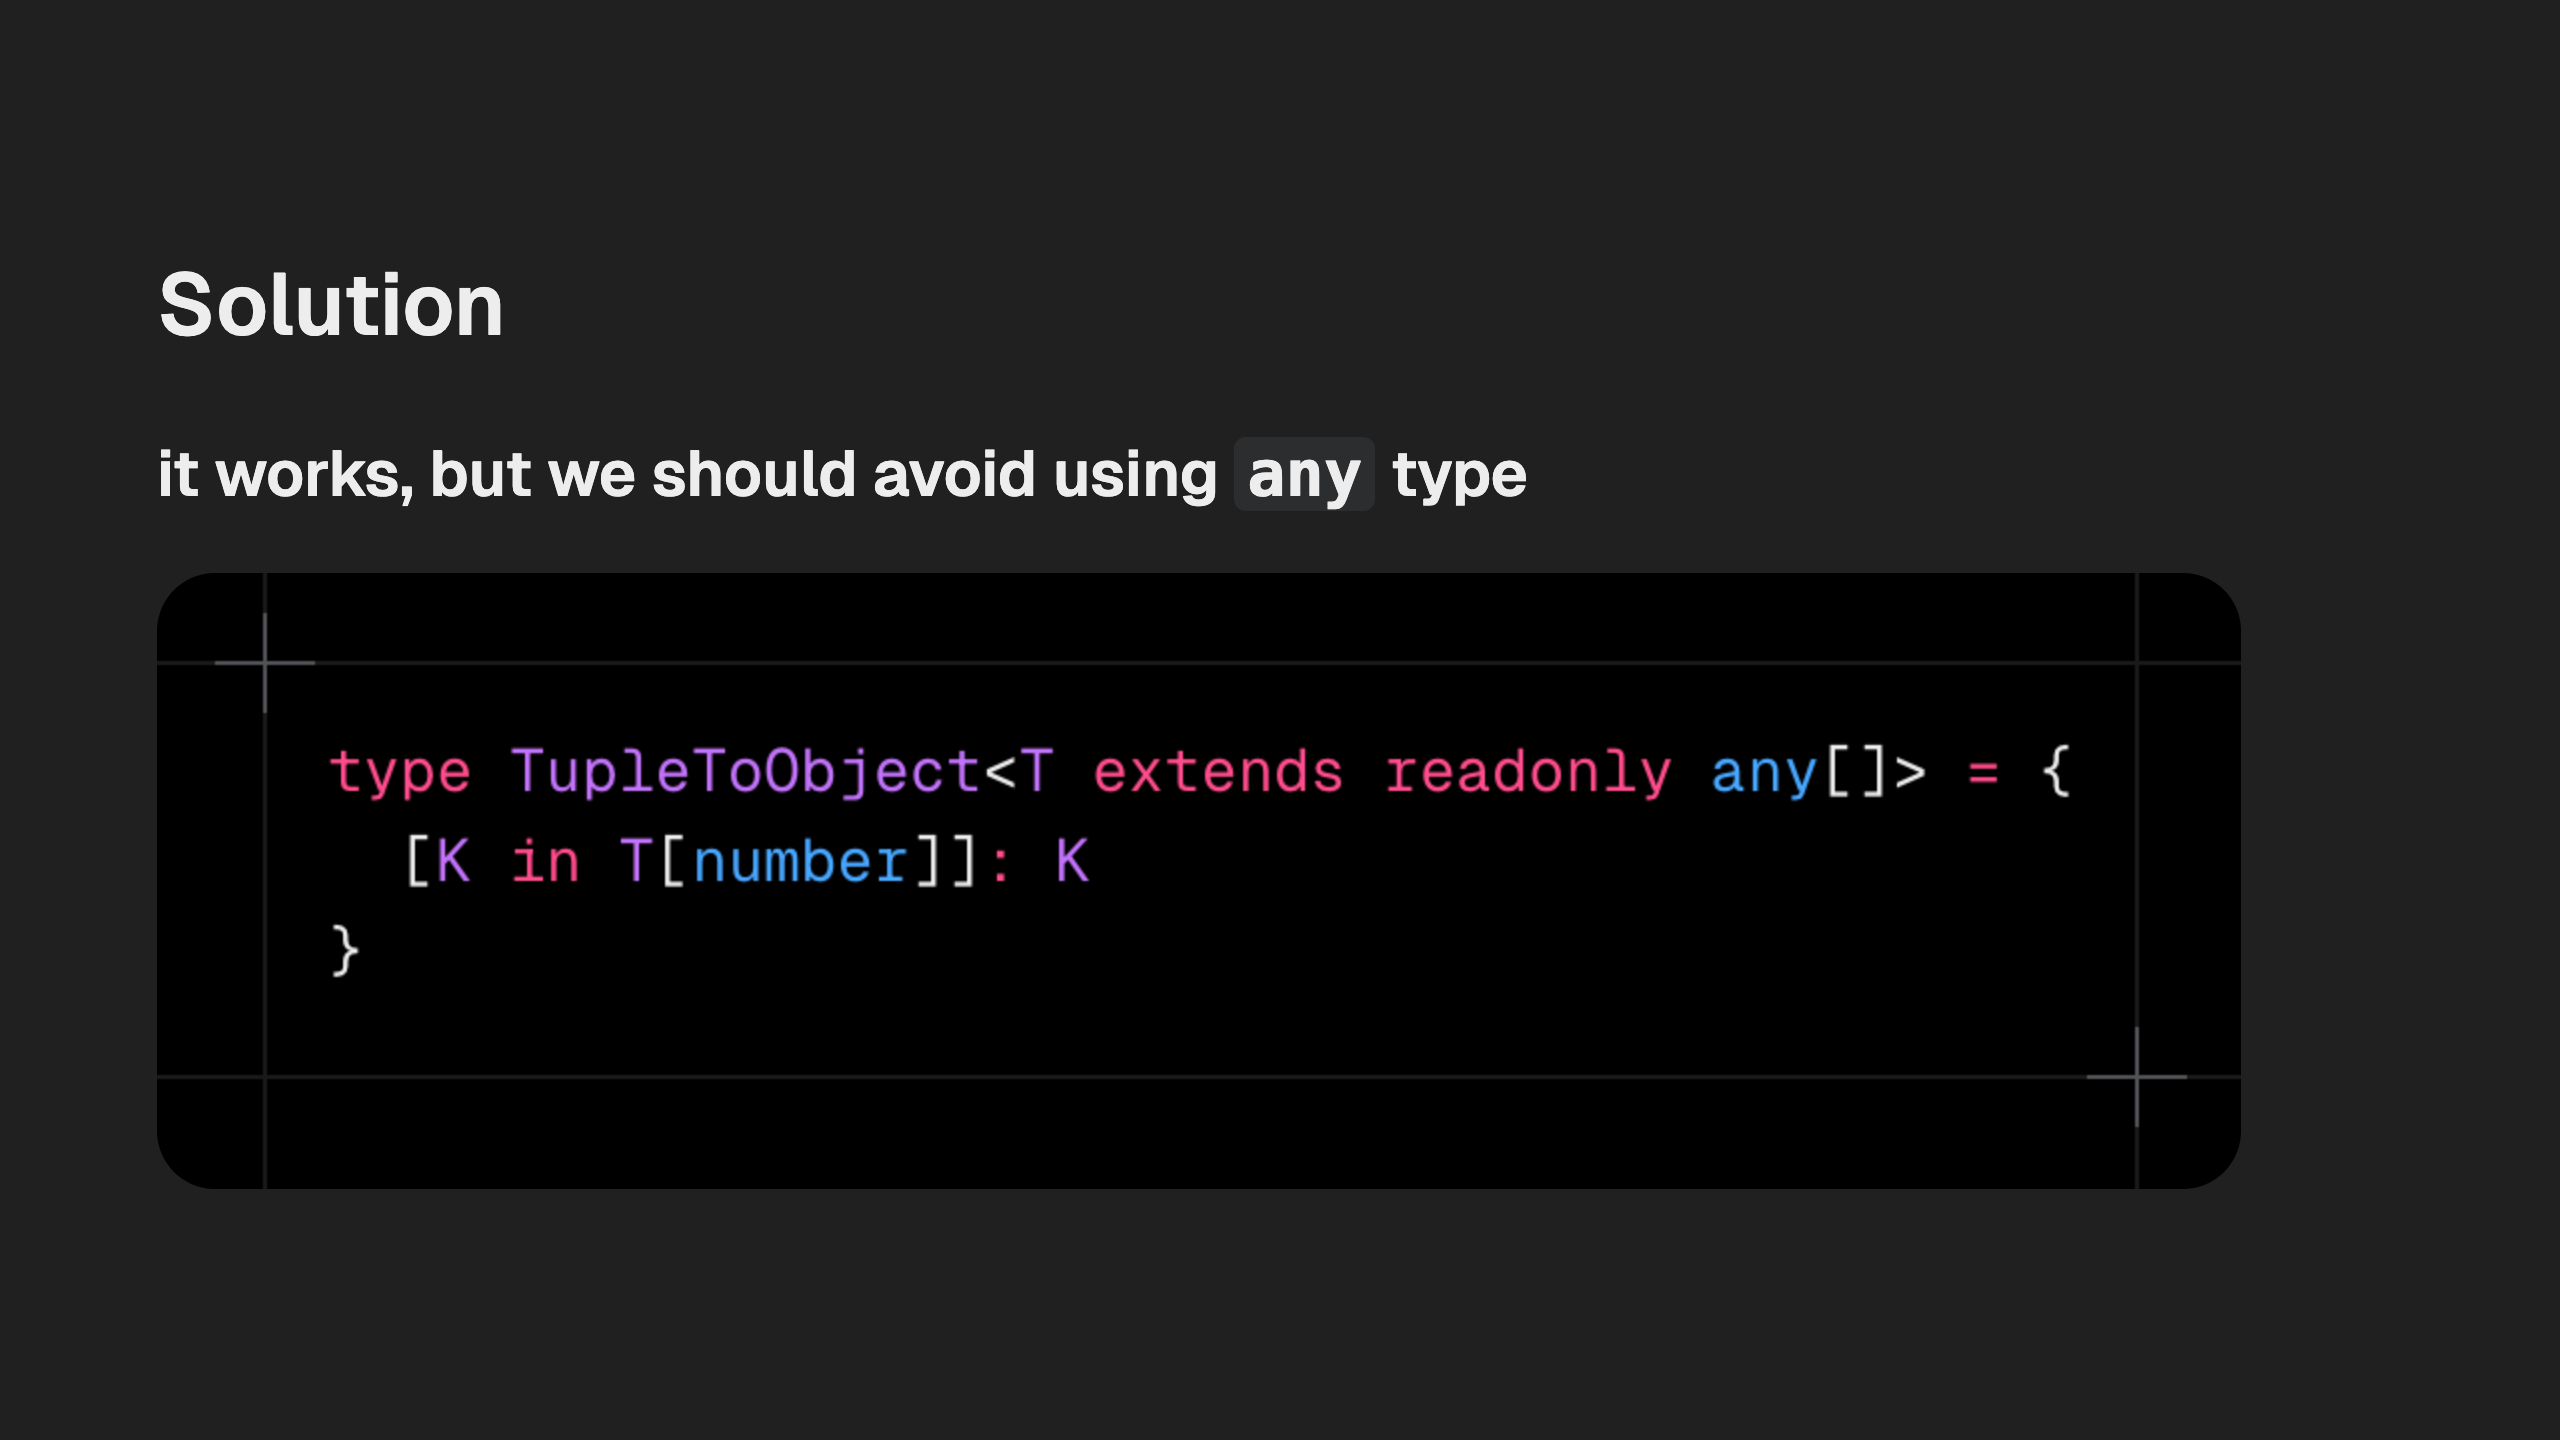 Solution
it works, but we should avoid using any type
type TupleToObject<T extends readonly any[]> = {
  [K in T[number]]: K
}